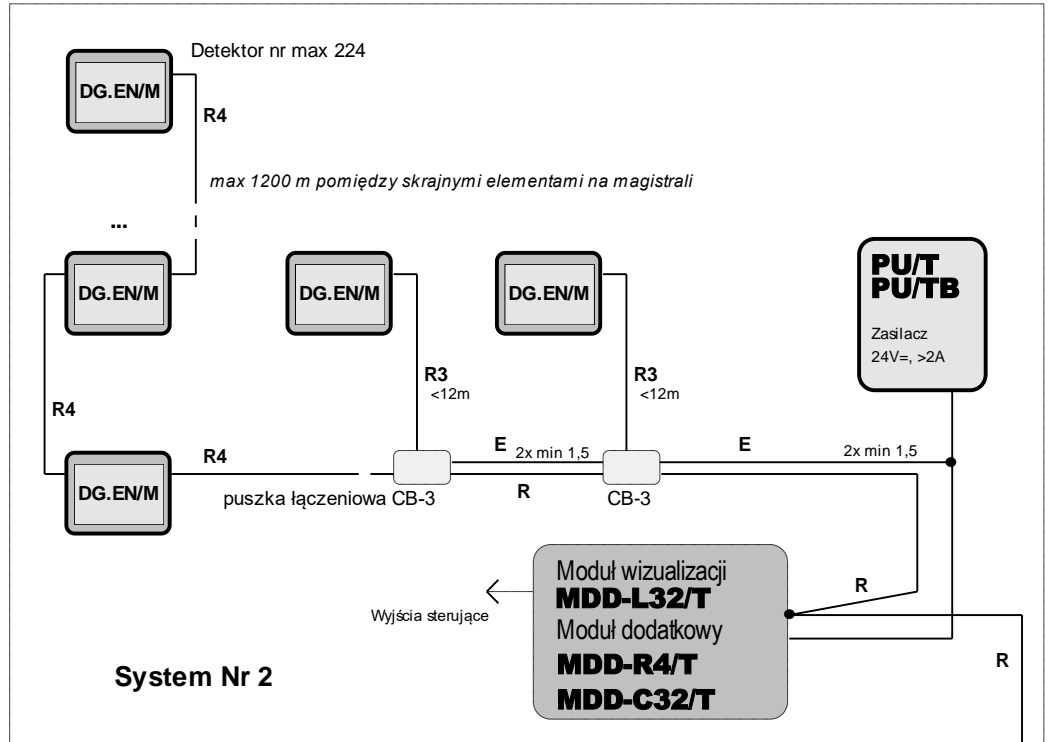 Detektor nr max 224
DG.EN/M
R4
max 1200 m pomiędzy skrajnymi elementami na magistrali
...
DG.EN/M
DG.EN/M
DG.EN/M
PU/T
PU/TB
Zasilacz
24V=, >2A
R3
<12m
R3
<12m
R4
R4
E
2x min 1,5
E
2x min 1,5
DG.EN/M
puszka łączeniowa CB-3
R
CB-3
Moduł wizualizacji
MDD-L32/T
Moduł dodatkowy
MDD-R4/T
MDD-C32/T
Wyjścia sterujące
R
R
System Nr 2